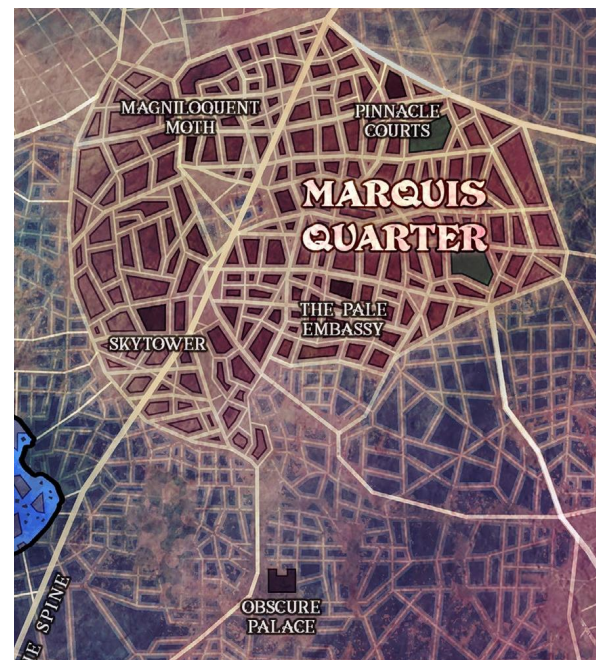 MAGNILOQUENT
MOTH
PINNACLE
COURTS
MARQUIS
QUARTER
THE PALE
EMBASSY
SKYTOWER
OBSCURE
PALACE
SPINE